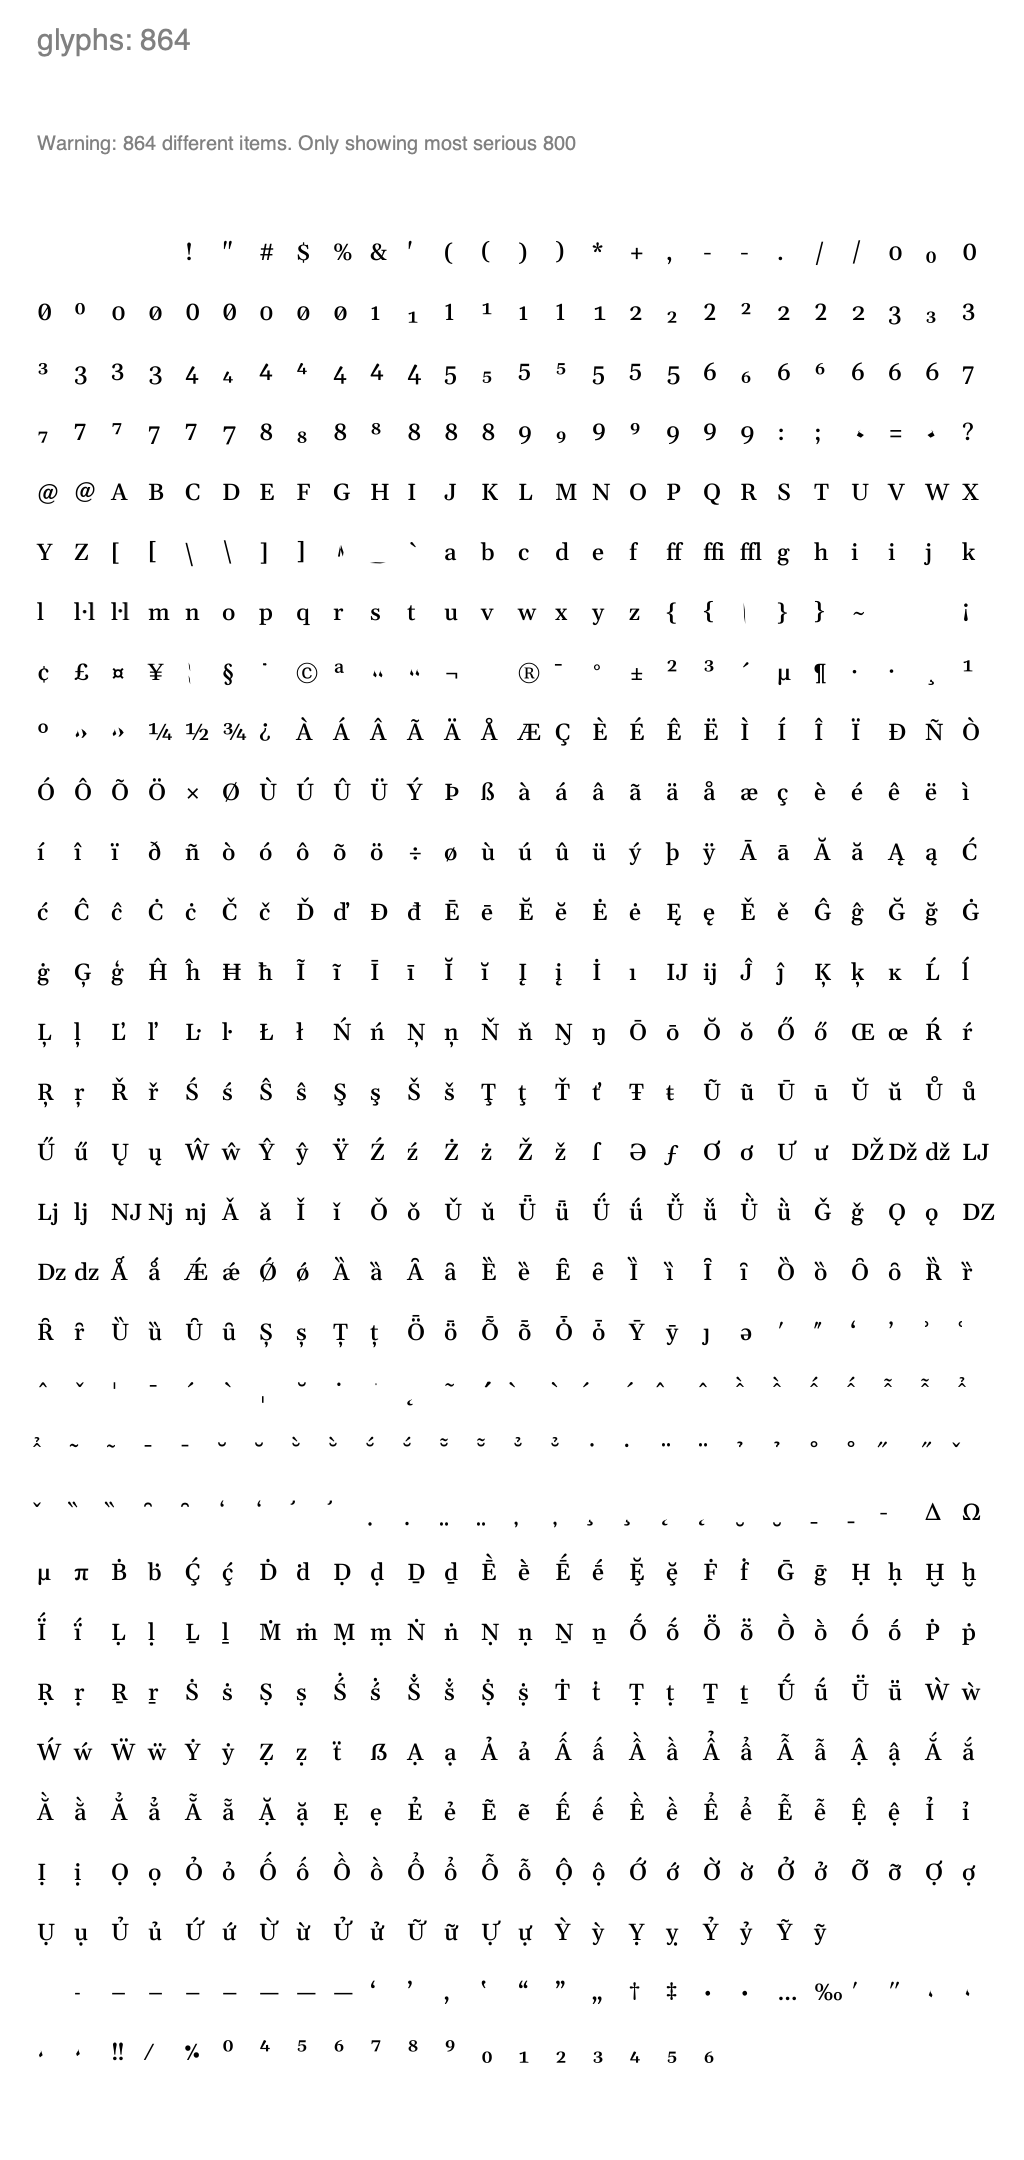 glyphs: 864
Warning: 864 different items. Only showing most serious 800
! " # $ % & ' ( ( ) ) * + , - - . / / 0 ₀ 0
0 ⁰ 0 0 0 0 0 0 0 1 ₁ 1 ¹ 1 1 1 2 ₂ 2 ² 2 2 2 3 ₃ 3
³ 3 3 3 4 ₄ 4 ⁴ 4 4 4 5 ₅ 5 ⁵ 5 5 5 6 ₆ 6 ⁶ 6 6 6 7
₇ 7 ⁷ 7 7 7 8 ₈ 8 ⁸ 8 8 8 9 ₉ 9 ⁹ 9 9 9 : ; = ?
@ @ A B C D E F G H I J K L M N O P Q R S T U V W X
Y Z [ [ \ \ ] ] _ ` a b c d e f ff ffi ffl g h i i j k
l l·l l·l m n o p q r s t u v w x y z { { | } } ~ ¡
¢ £ ¤ ¥ ¦ § ˙ © ª ¬ ® ¯ ° ± ² ³ ´ µ ¶ · · ¸ ¹
º ¼ ½ ¾ ¿ À Á Â Ã Ä Å Æ Ç È É Ê Ë Ì Í Î Ï Ð Ñ Ò
Ó Ô Õ Ö × Ø Ù Ú Û Ü Ý Þ ß à á â ã ä å æ ç è é ê ë ì
í î ï ð ñ ò ó ô õ ö ÷ ø ù ú û ü ý þ ÿ Ā ā Ă ă Ą ą Ć
ć Ĉ ĉ Ċ ċ Č č Ď ď Đ đ Ē ē Ĕ ĕ Ė ė Ę ę Ě ě Ĝ ĝ Ğ ğ Ġ
ġ Ģ ģ Ĥ ĥ Ħ ħ Ĩ ĩ Ī ī Ĭ ĭ Į į İ ı IJ ij Ĵ ĵ Ķ ķ ĸ Ĺ ĺ
Ļ ļ Ľ ľ Ŀ ŀ Ł ł Ń ń Ņ ņ Ň ň Ŋ ŋ Ō ō Ŏ ŏ Ő ő Œ œ Ŕ ŕ
Ŗ ŗ Ř ř Ś ś Ŝ ŝ Ş ş Š š Ţ ţ Ť ť Ŧ ŧ Ũ ũ Ū ū Ŭ ŭ Ů ů
Ű ű Ų ų Ŵ ŵ Ŷ ŷ Ÿ Ź ź Ż ż Ž ž ſ Ə ƒ Ơ ơ Ư ư DŽ Dž dž LJ
Lj lj NJ Nj nj Ǎ ǎ Ǐ ǐ Ǒ ǒ Ǔ ǔ Ǖ ǖ Ǘ ǘ Ǚ ǚ Ǜ ǜ Ǧ ǧ Ǫ ǫ DZ
Dz dz Ǻ ǻ Ǽ ǽ Ǿ ǿ Ȁ ȁ Ȃ ȃ Ȅ ȅ Ȇ ȇ Ȉ ȉ Ȋ ȋ Ȍ ȍ Ȏ ȏ Ȑ ȑ
Ȓ ȓ Ȕ ȕ Ȗ ȗ Ș ș Ț ț Ȫ ȫ Ȭ ȭ Ȱ ȱ Ȳ ȳ ȷ ə ʹ ʺ ʻ ʼ ʾ ʿ
- Δ Ω
μ π Ḃ ḃ Ḉ ḉ Ḋ ḋ Ḍ ḍ Ḏ ḏ Ḕ ḕ Ḗ ḗ Ḝ ḝ Ḟ ḟ Ḡ ḡ Ḥ ḥ Ḫ ḫ
Ḯ ḯ Ḷ ḷ Ḻ ḻ Ṁ ṁ Ṃ ṃ Ṅ ṅ Ṇ ṇ Ṉ ṉ Ṍ ṍ Ṏ ṏ Ṑ ṑ Ṓ ṓ Ṗ ṗ
Ṛ ṛ Ṟ ṟ Ṡ ṡ Ṣ ṣ Ṥ ṥ Ṧ ṧ Ṩ ṩ Ṫ ṫ Ṭ ṭ Ṯ ṯ Ṹ ṹ Ṻ ṻ Ẁ ẁ
Ẃ ẃ Ẅ ẅ Ẏ ẏ Ẓ ẓ ẗ ẞ Ạ ạ Ả ả Ấ ấ Ầ ầ Ẩ ẩ Ẫ ẫ Ậ ậ Ắ ắ
Ằ ằ Ẳ ẳ Ẵ ẵ Ặ ặ Ẹ ẹ Ẻ ẻ Ẽ ẽ Ế ế Ề ề Ể ể Ễ ễ Ệ ệ Ỉ ỉ
Ị ị Ọ ọ Ỏ ỏ Ố ố Ồ ồ Ổ ổ Ỗ ỗ Ộ ộ Ớ ớ Ờ ờ Ở ở Ỡ ỡ Ợ ợ
Ụ ụ Ủ ủ Ứ ứ Ừ ừ Ử ử Ữ ữ Ự ự Ỳ ỳ Ỵ ỵ Ỷ ỷ Ỹ ỹ
- – – – – — — — ‘ ’ ‚ ‛ “ ” „ † ‡ • • … ‰ ′ ″
‼ ⁄ % ⁰ ⁴ ⁵ ⁶ ⁷ ⁸ ⁹ ₀ ₁ ₂ ₃ ₄ ₅ ₆